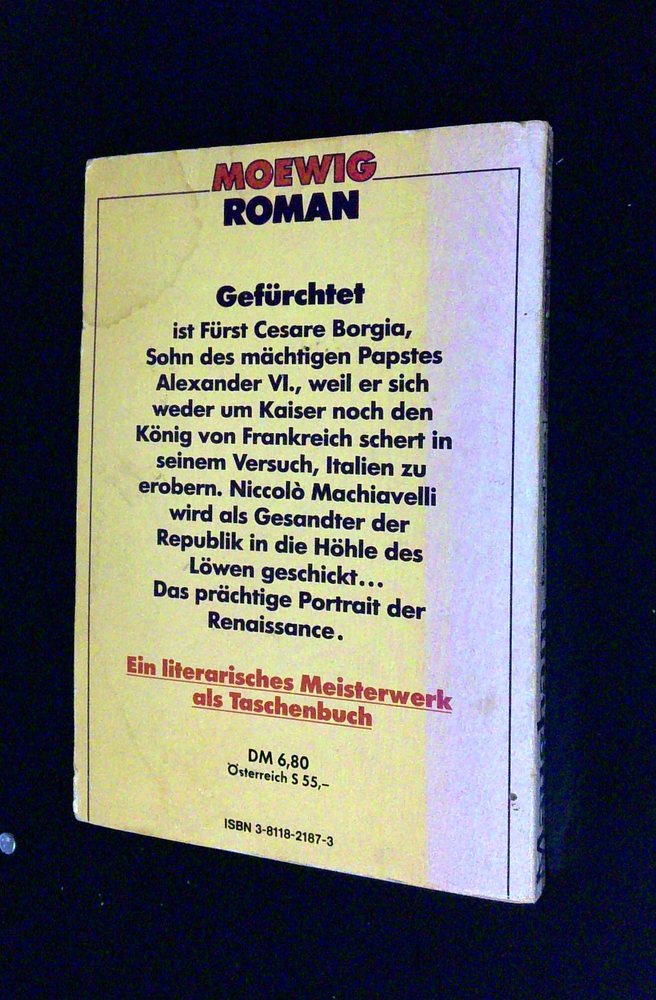 MOEWIG
ROMAN
Gefürchtet
ist Fürst Cesare Borgia,
Sohn des mächtigen Papstes
Alexander VI., weil er sich
weder um Kaiser noch den
König von Frankreich schert in
seinem Versuch, Italien zu
erobern. Niccolò Machiavelli
wird als Gesandter der
Republik in die Höhle des
Löwen geschickt...
Das prächtige Portrait der
Renaissance.
Ein literarisches Meisterwerk
als Taschenbuch
DM 6,80
Österreich S 55,–
ISBN 3-8118-2187-3